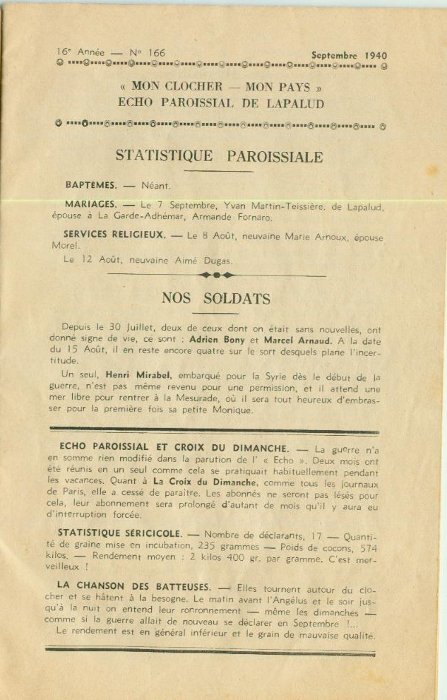 16e Année — No 166
Septembre 1940
« MON CLOCHER — MON PAYS »
ECHO PAROISSIAL DE LAPALUD
STATISTIQUE PAROISSIALE
BAPTEMES. — Néant.
MARIAGES. — Le 7 Septembre, Yvan Martin-Teissière, de Lapalud,
épouse à La Garde-Adhémar, Armande Fornaro.
SERVICES RELIGIEUX. — Le 8 Août, neuvaine Marie Arnoux, épouse
Morel.
Le 12 Août, neuvaine Aimé Dugas.
NOS SOLDATS
Depuis le 30 Juillet, deux de ceux dont on était sans nouvelles, ont
donné signe de vie, ce sont : Adrien Bony et Marcel Arnaud. A la date
du 15 Août, il en reste encore quatre sur le sort desquels plane l'incer-
titude.
Un seul, Henri Mirabel, embarqué pour la Syrie dès le début de la
guerre, n'est pas même revenu pour une permission, et il attend une
mer libre pour rentrer à la Mesurade, où il sera tout heureux d'embras-
ser pour la première fois sa petite Monique.
ECHO PAROISSIAL ET CROIX DU DIMANCHE. — La guerre n'a
en somme rien modifié dans la parution de l' « Echo ». Deux mois ont
été réunis en un seul comme cela se pratiquait habituellement pendant
les vacances. Quant à La Croix du Dimanche, comme tous les journaux
de Paris, elle a cessé de paraître. Les abonnés ne seront pas lésés pour
cela, leur abonnement sera prolongé d'autant de mois qu'il y aura eu
d'interruption forcée.
STATISTIQUE SÉRICICOLE. — Nombre de déclarants, 17 — Quanti-
té de graine mise en incubation, 235 grammes — Poids de cocons, 574
kilos. — Rendement moyen : 2 kilos 400 gr. par gramme. C'est mer-
veilleux !
LA CHANSON DES BATTEUSES. — Elles tournent autour du clo-
cher et se hâtent à la besogne. Le matin avant l'Angélus et le soir jus-
qu'à la nuit on entend leur ronronnement — même les dimanches —
comme si la guerre allait de nouveau se déclarer en Septembre !...
Le rendement est en général inférieur et le grain de mauvaise qualité.